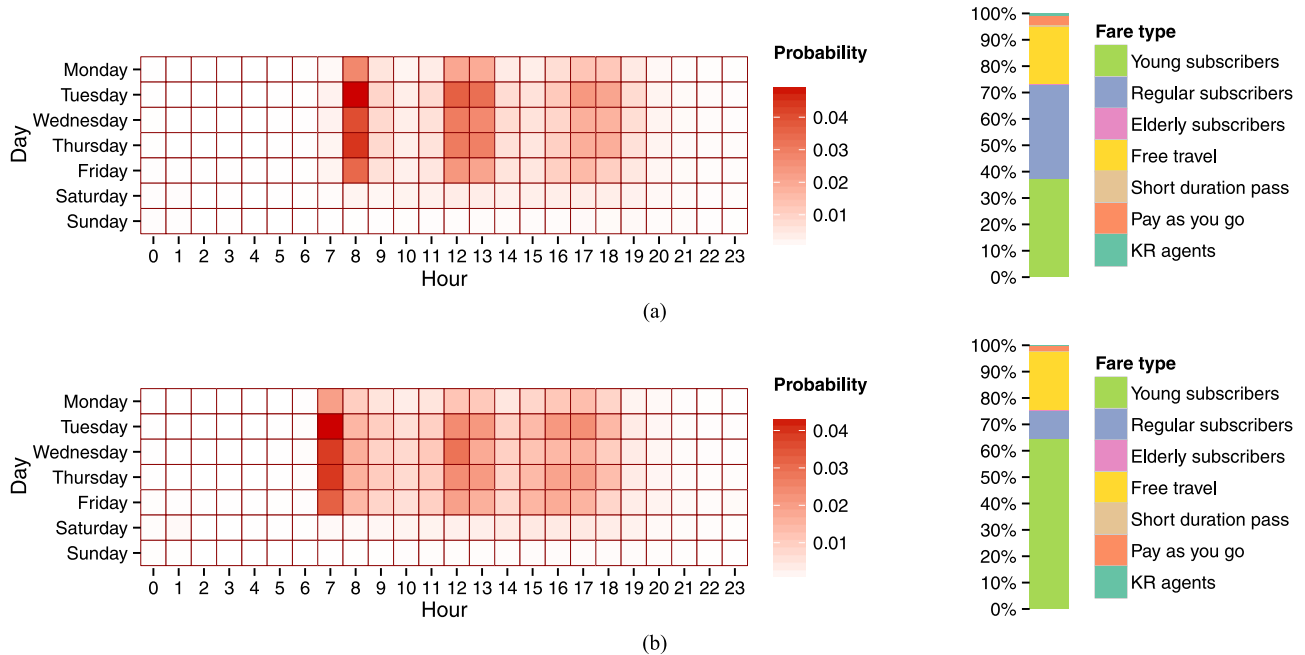 Monday
Tuesday
Wednesday
Thursday
Friday
Saturday
Sunday
Day
0 1 2 3 4 5 6 7 8 9 10 11 12 13 14 15 16 17 18 19 20 21 22 23
Hour
Probability
0.04
0.03
0.02
0.01
100%
90%
80%
70%
60%
50%
40%
30%
20%
10%
0%
Fare type
Young subscribers
Regular subscribers
Elderly subscribers
Free travel
Short duration pass
Pay as you go
KR agents
(a)
Monday
Tuesday
Wednesday
Thursday
Friday
Saturday
Sunday
Day
0 1 2 3 4 5 6 7 8 9 10 11 12 13 14 15 16 17 18 19 20 21 22 23
Hour
Probability
0.04
0.03
0.02
0.01
100%
90%
80%
70%
60%
50%
40%
30%
20%
10%
0%
Fare type
Young subscribers
Regular subscribers
Elderly subscribers
Free travel
Short duration pass
Pay as you go
KR agents
(b)